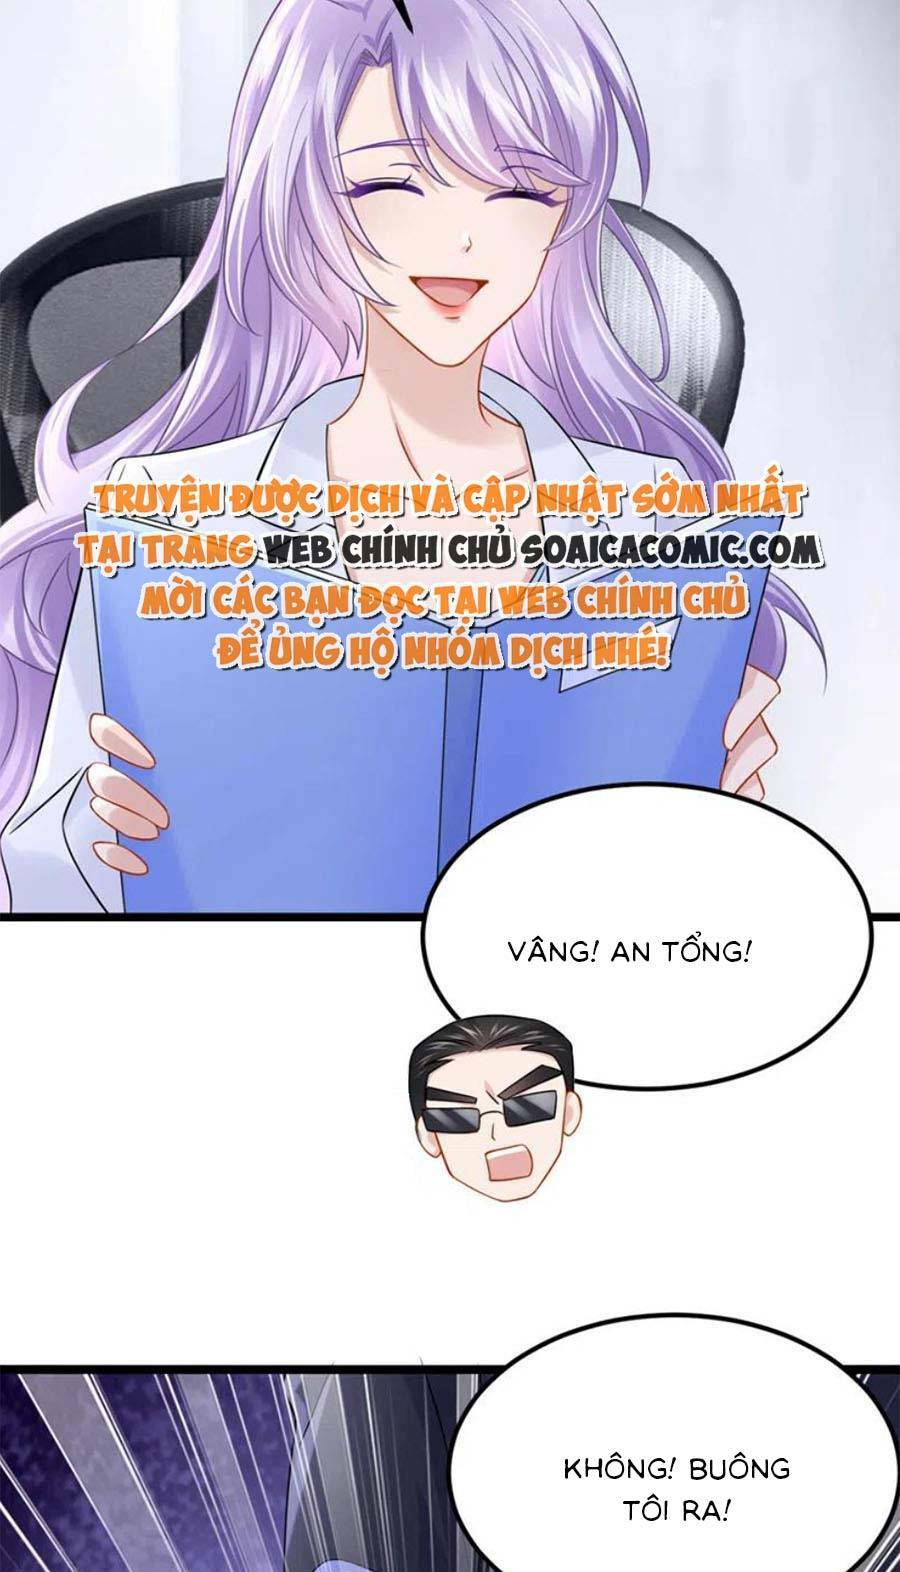 TRUYỆN ĐƯỢC DỊCH VÀ CẬP NHẬT SỚM NHẤT
TẠI TRANG WEB CHÍNH CHỦ SOAICACOMIC.COM
MỜI CÁC BẠN ĐỌC TẠI WEB CHÍNH CHỦ
ĐỂ ỦNG HỘ NHÓM DỊCH NHÉ!
VÂNG! AN TỔNG!
KHÔNG! BUÔNG
TÔI RA!